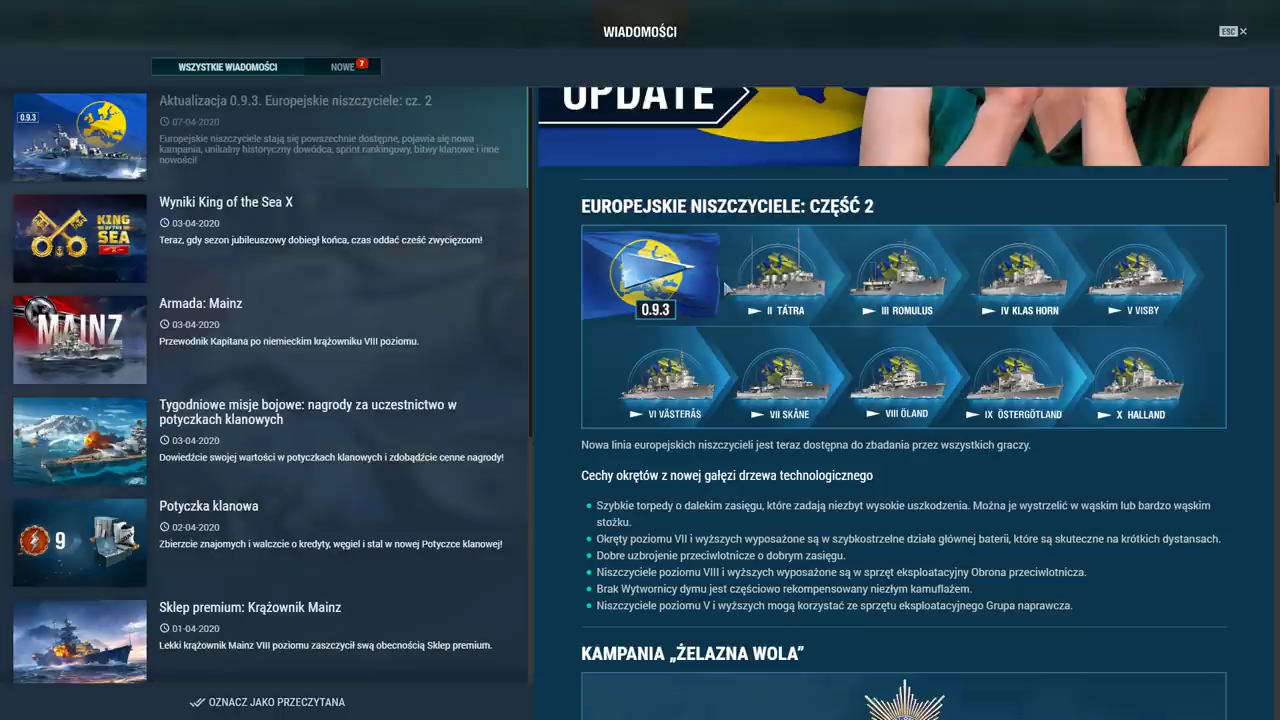 WIADOMOŚCI
ESC ×
WSZYSTKIE WIADOMOŚCI
NOWE 7
0.9.3
Aktualizacja 0.9.3. Europejskie niszczyciele: cz. 2
07-04-2020
Europejskie niszczyciele stają się powszechnie dostępne, pojawia się nowa
kampania, unikalny historyczny dowódca, sprint rankingowy, bitwy klanowe i inne
nowości!
KING OF THE SEA X
Wyniki King of the Sea X
03-04-2020
Teraz, gdy sezon jubileuszowy dobiegł końca, czas oddać cześć zwycięzcom!
MAINZ
Armada: Mainz
03-04-2020
Przewodnik Kapitana po niemieckim krążowniku VIII poziomu.
Tygodniowe misje bojowe: nagrody za uczestnictwo w
potyczkach klanowych
03-04-2020
Dowiedźcie swojej wartości w potyczkach klanowych i zdobądźcie cenne nagrody!
9
Potyczka klanowa
02-04-2020
Zbierzcie znajomych i walczcie o kredyty, węgiel i stal w nowej Potyczce klanowej!
Sklep premium: Krążownik Mainz
01-04-2020
Lekki krążownik Mainz VIII poziomu zaszczycił swą obecnością Sklep premium.
OZNACZ JAKO PRZECZYTANA
UPDATE
EUROPEJSKIE NISZCZYCIELE: CZĘŚĆ 2
0.9.3
II TÁTRA
III ROMULUS
IV KLAS HORN
V VISBY
VI VÄSTERÅS
VII SKÅNE
VIII ÖLAND
IX ÖSTERGÖTLAND
X HALLAND
Nowa linia europejskich niszczycieli jest teraz dostępna do zbadania przez wszystkich graczy.
Cechy okrętów z nowej gałęzi drzewa technologicznego
Szybkie torpedy o dalekim zasięgu, które zadają niezbyt wysokie uszkodzenia. Można je wystrzelić w wąskim lub bardzo wąskim
stożku.
Okręty poziomu VII i wyższych wyposażone są w szybkostrzelne działa głównej baterii, które są skuteczne na krótkich dystansach.
Dobre uzbrojenie przeciwlotnicze o dobrym zasięgu.
Niszczyciele poziomu VIII i wyższych wyposażone są w sprzęt eksploatacyjny Obrona przeciwlotnicza.
Brak Wytwornicy dymu jest częściowo rekompensowany niezłym kamuflażem.
Niszczyciele poziomu V i wyższych mogą korzystać ze sprzętu eksploatacyjnego Grupa naprawcza.
KAMPANIA „ŻELAZNA WOLA”